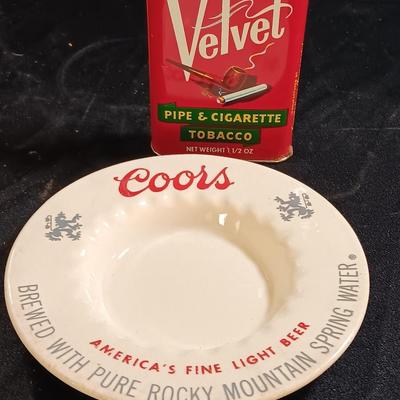 Velvet
PIPE & CIGARETTE
TOBACCO
NET WEIGHT 1 1/2 OZ
Coors
AMERICA'S FINE LIGHT BEER
BREWED WITH PURE ROCKY MOUNTAIN SPRING WATER®